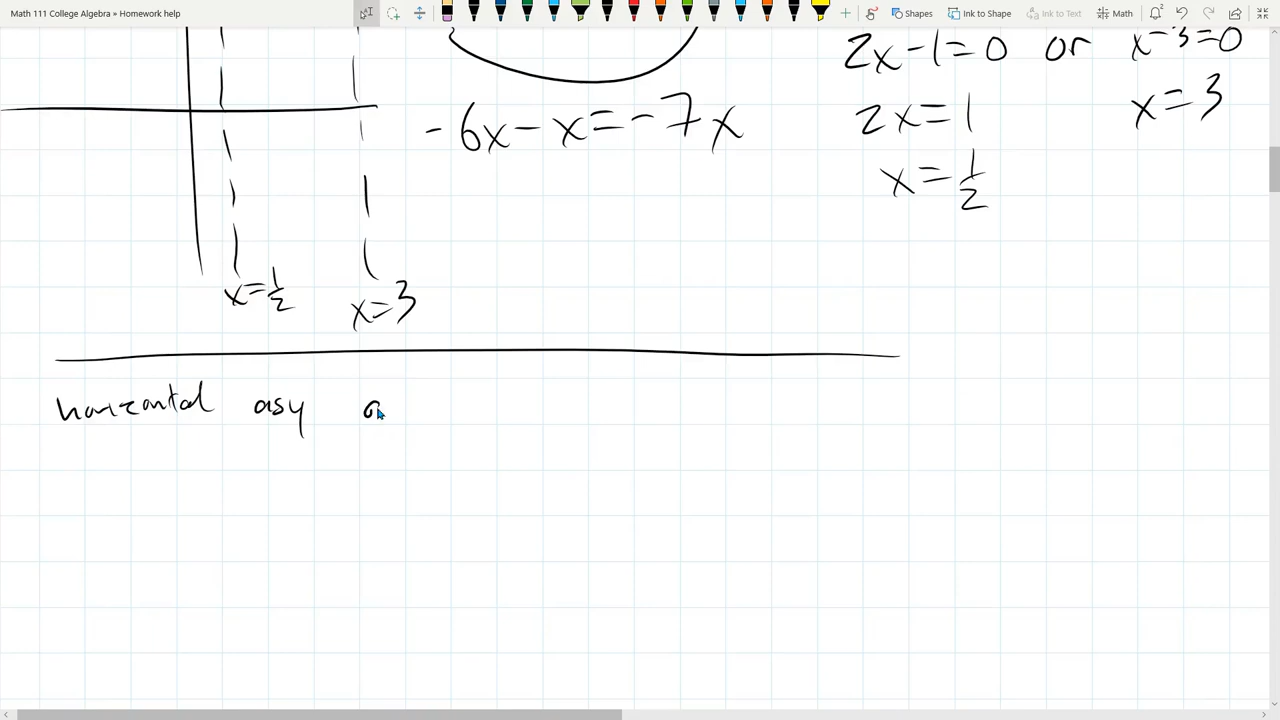 Math 111 College Algebra » Homework help
Shapes
Ink to Shape
Ink to Text
Math
2x-1=0 or x-3=0
-6x-x=-7x
2x=1
x=3
x=1/2
x=1/2
x=3
horizontal asy